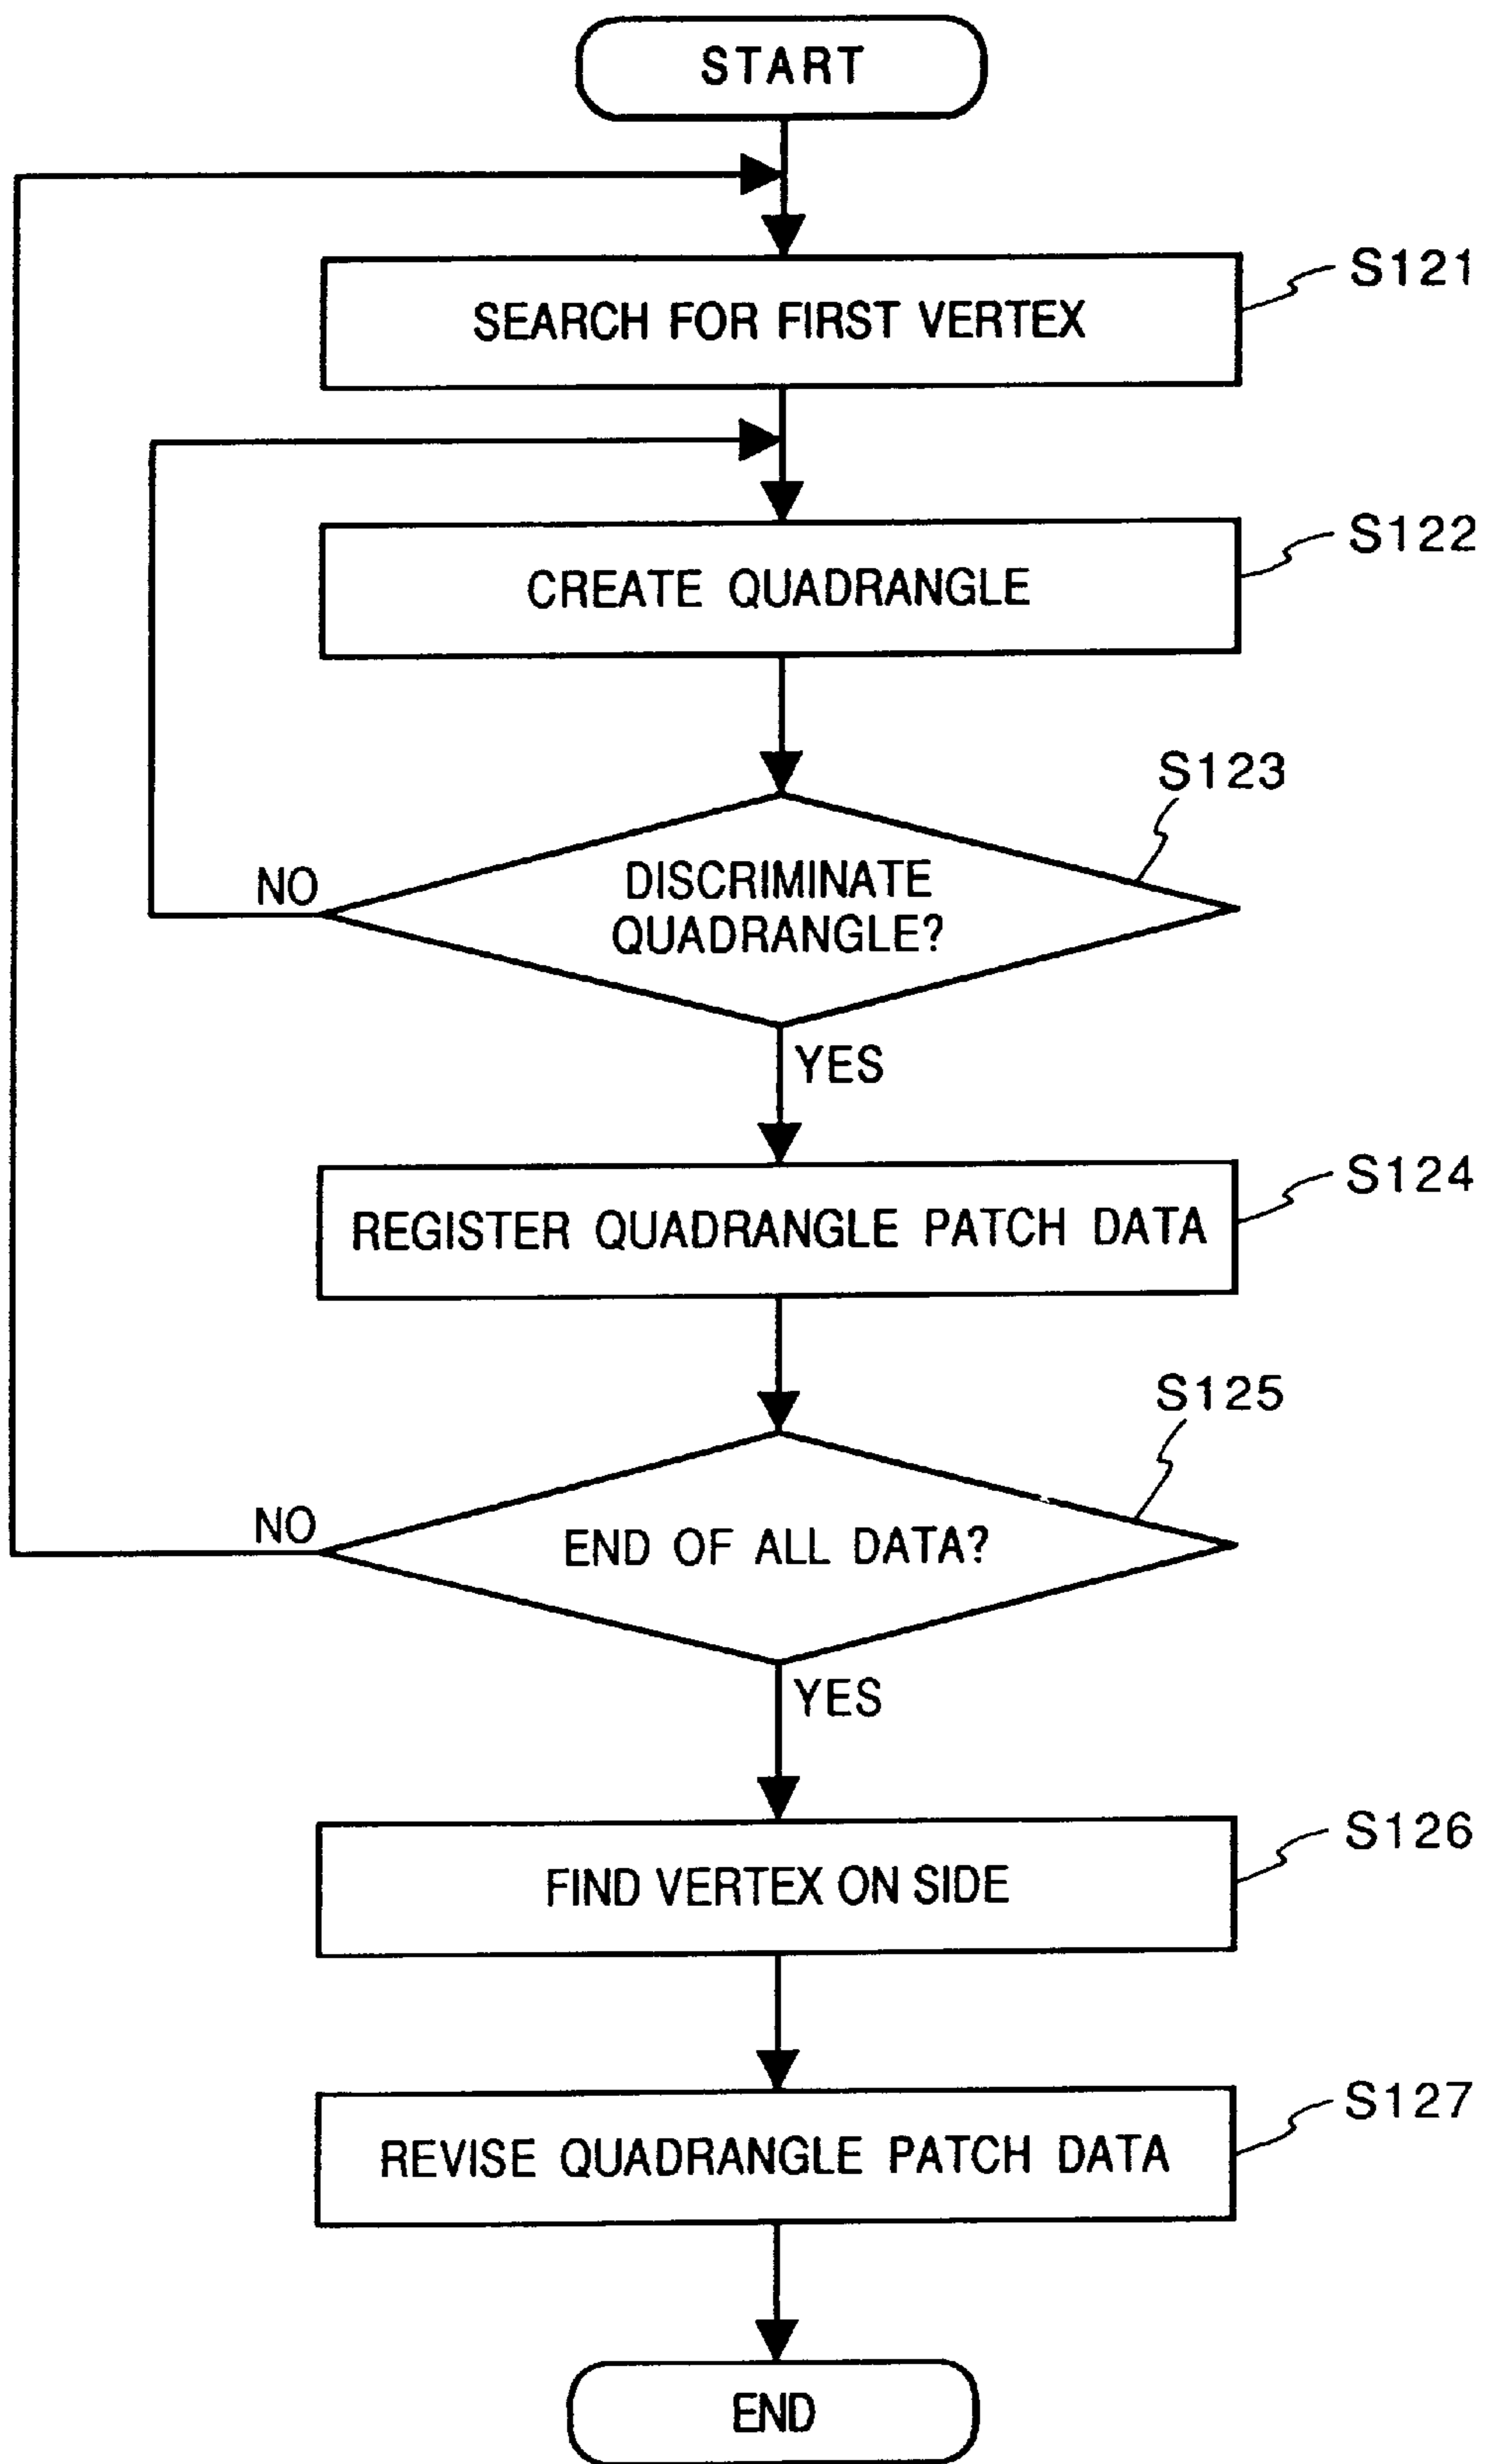 START
S121
SEARCH FOR FIRST VERTEX
S122
CREATE QUADRANGLE
S123
DISCRIMINATE
QUADRANGLE?
NO
YES
S124
REGISTER QUADRANGLE PATCH DATA
S125
NO
END OF ALL DATA?
YES
S126
FIND VERTEX ON SIDE
S127
REVISE QUADRANGLE PATCH DATA
END